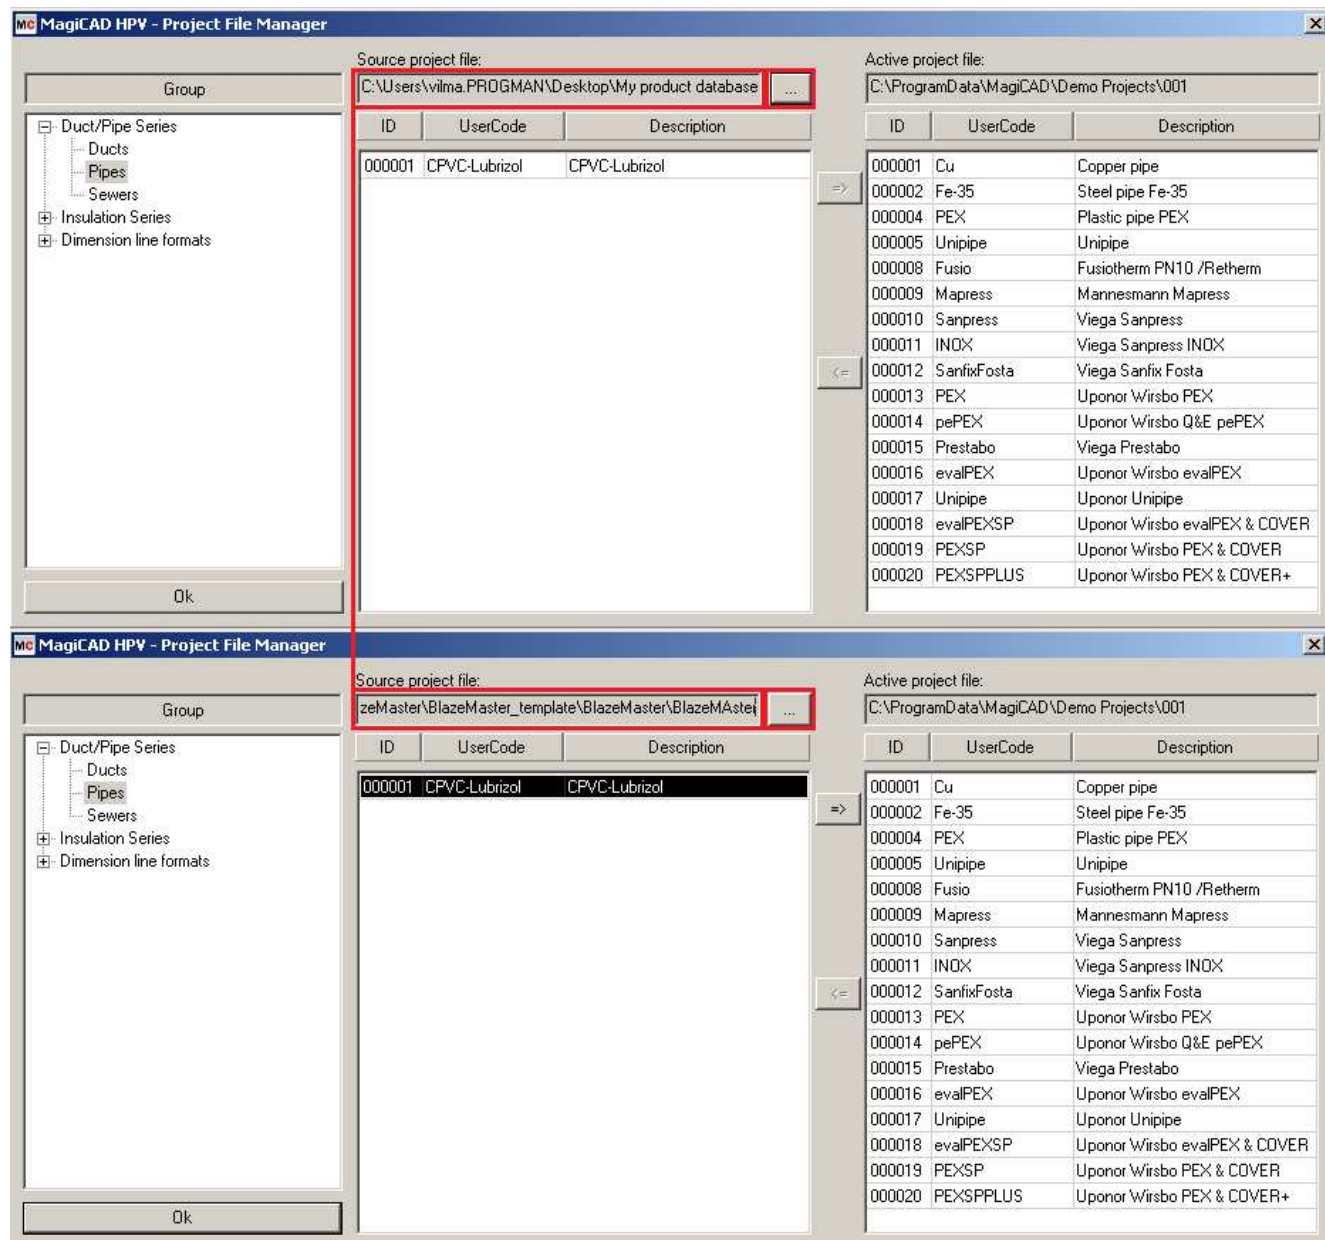 MC MagiCAD HPV - Project File Manager
Source project file: Active project file:
Group C:\Users\vilma.PROGMAN\Desktop\My product database ... C:\ProgramData\MagiCAD\Demo Projects\001
Duct/Pipe Series ID UserCode Description ID UserCode Description
Ducts
Pipes 000001 CPVC-Lubrizol CPVC-Lubrizol 000001 Cu Copper pipe
Sewers => 000002 Fe-35 Steel pipe Fe-35
Insulation Series 000004 PEX Plastic pipe PEX
Dimension line formats 000005 Unipipe Unipipe
000008 Fusio Fusiotherm PN10 /Retherm
000009 Mapress Mannesmann Mapress
000010 Sanpress Viega Sanpress
000011 INOX Viega Sanpress INOX
<= 000012 SanfixFosta Viega Sanfix Fosta
000013 PEX Uponor Wirsbo PEX
000014 pePEX Uponor Wirsbo Q&E pePEX
000015 Prestabo Viega Prestabo
000016 evalPEX Uponor Wirsbo evalPEX
000017 Unipipe Uponor Unipipe
000018 evalPEXSP Uponor Wirsbo evalPEX & COVER
000019 PEXSP Uponor Wirsbo PEX & COVER
000020 PEXSPPLUS Uponor Wirsbo PEX & COVER+
Ok
MC MagiCAD HPV - Project File Manager
Source project file: Active project file:
Group zeMaster\BlazeMaster_template\BlazeMaster\BlazeMAster ... C:\ProgramData\MagiCAD\Demo Projects\001
Duct/Pipe Series ID UserCode Description ID UserCode Description
Ducts
Pipes 000001 CPVC-Lubrizol CPVC-Lubrizol 000001 Cu Copper pipe
Sewers => 000002 Fe-35 Steel pipe Fe-35
Insulation Series 000004 PEX Plastic pipe PEX
Dimension line formats 000005 Unipipe Unipipe
000008 Fusio Fusiotherm PN10 /Retherm
000009 Mapress Mannesmann Mapress
000010 Sanpress Viega Sanpress
000011 INOX Viega Sanpress INOX
<= 000012 SanfixFosta Viega Sanfix Fosta
000013 PEX Uponor Wirsbo PEX
000014 pePEX Uponor Wirsbo Q&E pePEX
000015 Prestabo Viega Prestabo
000016 evalPEX Uponor Wirsbo evalPEX
000017 Unipipe Uponor Unipipe
000018 evalPEXSP Uponor Wirsbo evalPEX & COVER
000019 PEXSP Uponor Wirsbo PEX & COVER
000020 PEXSPPLUS Uponor Wirsbo PEX & COVER+
Ok